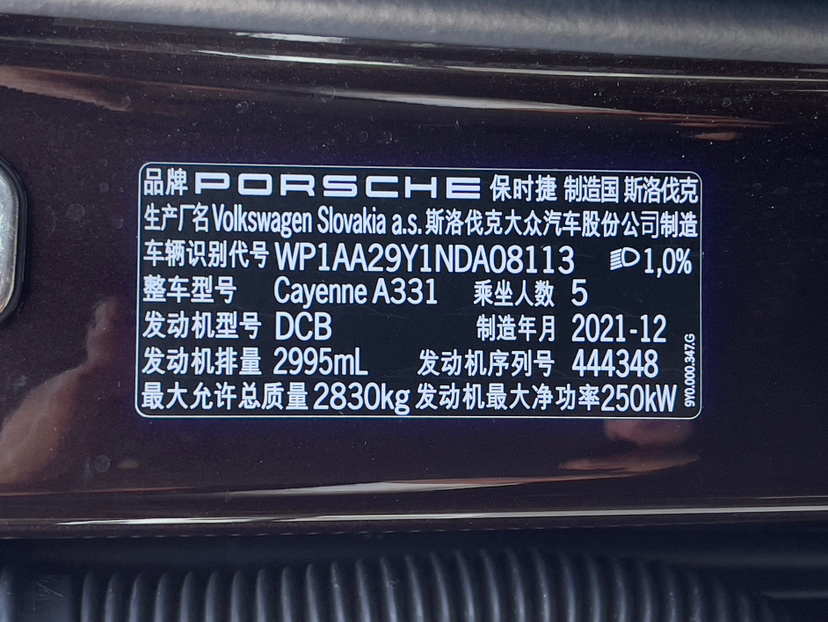 品牌 PORSCHE 保时捷 制造国 斯洛伐克
生产厂名 Volkswagen Slovakia a.s. 斯洛伐克大众汽车股份公司制造
车辆识别代号 WP1AA29Y1NDA08113 1,0%
整车型号 Cayenne A331 乘坐人数 5
发动机型号 DCB 制造年月 2021-12
发动机排量 2995mL 发动机序列号 444348
最大允许总质量 2830kg 发动机最大净功率 250kW
9Y0.000.347.G